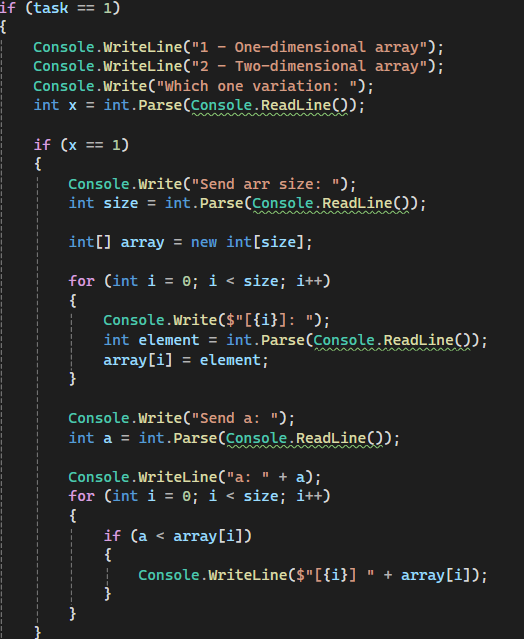 if (task == 1)
{
    Console.WriteLine("1 - One-dimensional array");
    Console.WriteLine("2 - Two-dimensional array");
    Console.Write("Which one variation: ");
    int x = int.Parse(Console.ReadLine());

    if (x == 1)
    {
        Console.Write("Send arr size: ");
        int size = int.Parse(Console.ReadLine());

        int[] array = new int[size];

        for (int i = 0; i < size; i++)
        {
            Console.Write($"[{i}]: ");
            int element = int.Parse(Console.ReadLine());
            array[i] = element;
        }

        Console.Write("Send a: ");
        int a = int.Parse(Console.ReadLine());

        Console.WriteLine("a: " + a);
        for (int i = 0; i < size; i++)
        {
            if (a < array[i])
            {
                Console.WriteLine($"[{i}] " + array[i]);
            }
        }
    }